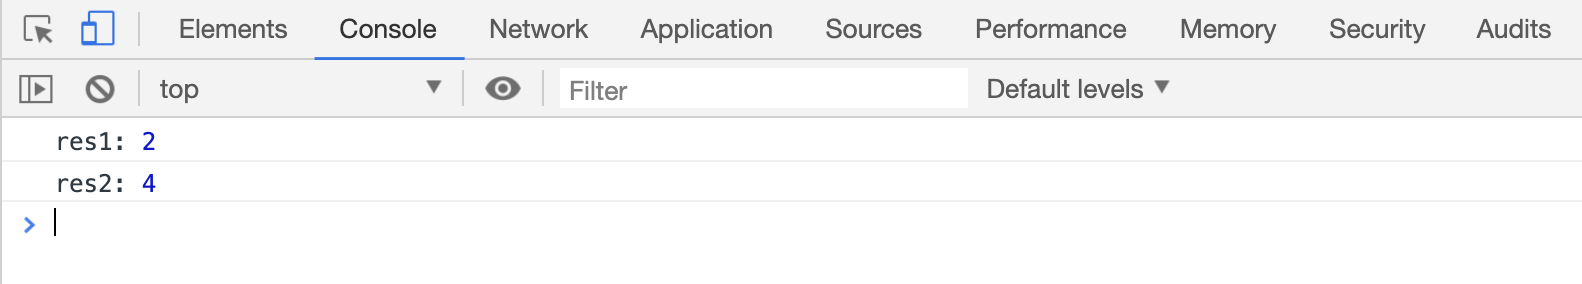 Elements Console Network Application Sources Performance Memory Security Audits
top Filter Default levels
res1: 2
res2: 4